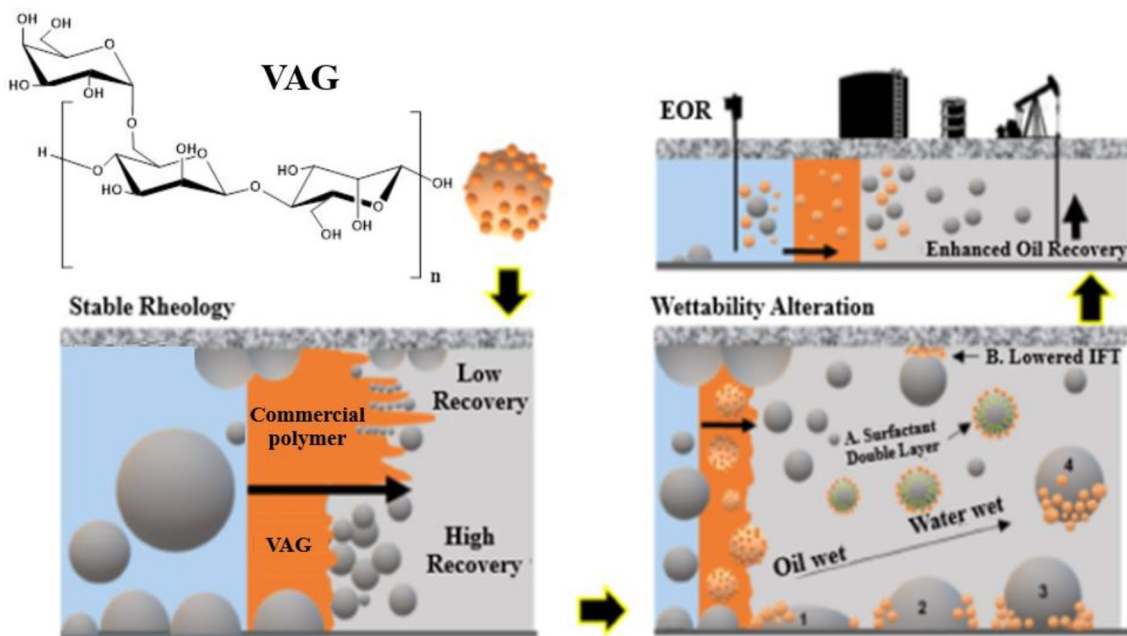 OH
HO
O
HO
OH
O
VAG
H
O
O
OH
HO
HO
O
HO
O
OH
OH
OH
n
EOR
Enhanced Oil Recovery
Stable Rheology
Low
Recovery
Commercial
polymer
VAG
High
Recovery
Wettability Alteration
B. Lowered IFT
A. Surfactant
Double Layer
4
Water wet
Oil wet
1
2
3